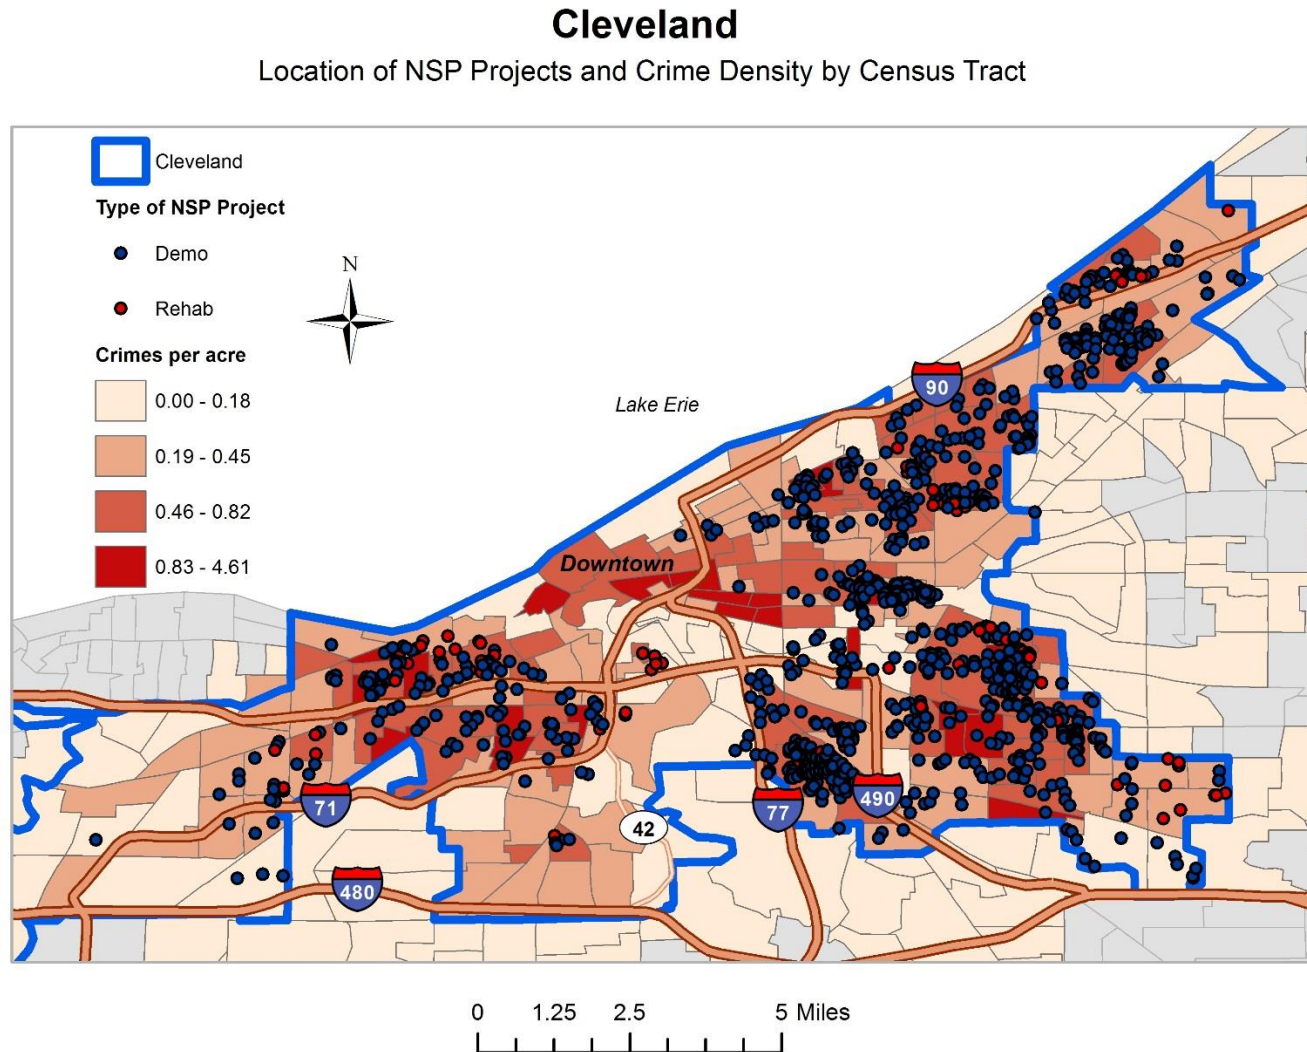 Cleveland
Location of NSP Projects and Crime Density by Census Tract
Cleveland
Type of NSP Project
Demo
Rehab
N
Crimes per acre
0.00 - 0.18
0.19 - 0.45
0.46 - 0.82
0.83 - 4.61
Lake Erie
90
Downtown
71
77
490
42
480
0 1.25 2.5 5 Miles